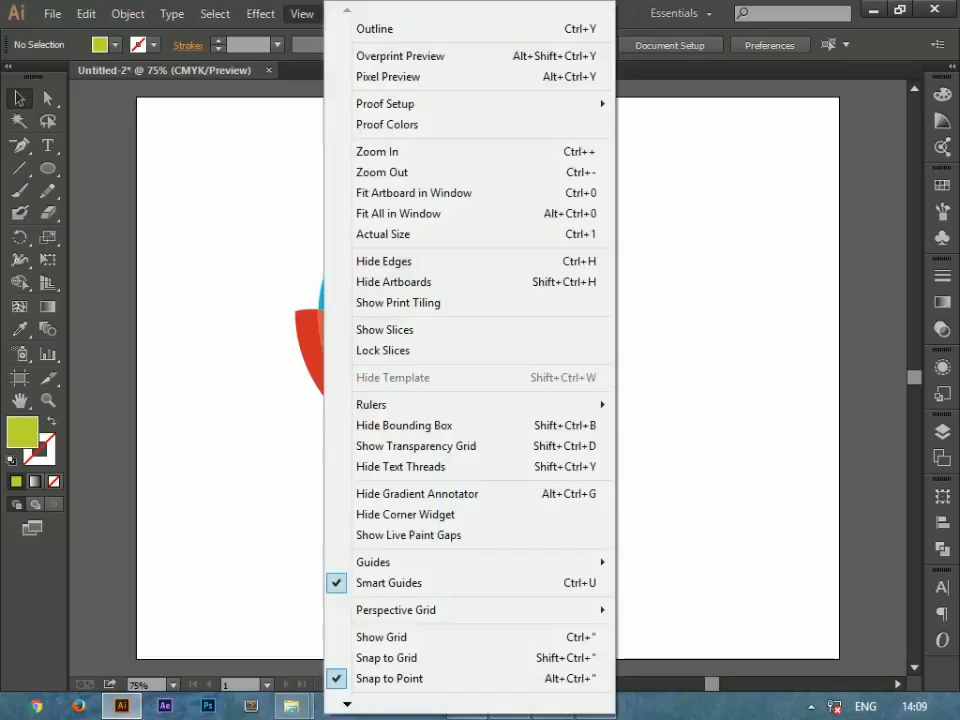 Ai File Edit Object Type Select Effect View Essentials
No Selection Stroke: Document Setup Preferences
Untitled-2* @ 75% (CMYK/Preview) ×
Outline Ctrl+Y
Overprint Preview Alt+Shift+Ctrl+Y
Pixel Preview Alt+Ctrl+Y
Proof Setup
Proof Colors
Zoom In Ctrl++
Zoom Out Ctrl+-
Fit Artboard in Window Ctrl+0
Fit All in Window Alt+Ctrl+0
Actual Size Ctrl+1
Hide Edges Ctrl+H
Hide Artboards Shift+Ctrl+H
Show Print Tiling
Show Slices
Lock Slices
Hide Template Shift+Ctrl+W
Rulers
Hide Bounding Box Shift+Ctrl+B
Show Transparency Grid Shift+Ctrl+D
Hide Text Threads Shift+Ctrl+Y
Hide Gradient Annotator Alt+Ctrl+G
Hide Corner Widget
Show Live Paint Gaps
Guides
Smart Guides Ctrl+U
Perspective Grid
Show Grid Ctrl+"
Snap to Grid Shift+Ctrl+"
Snap to Point Alt+Ctrl+"
75% 1
Ai Ae Ps ENG 14:09